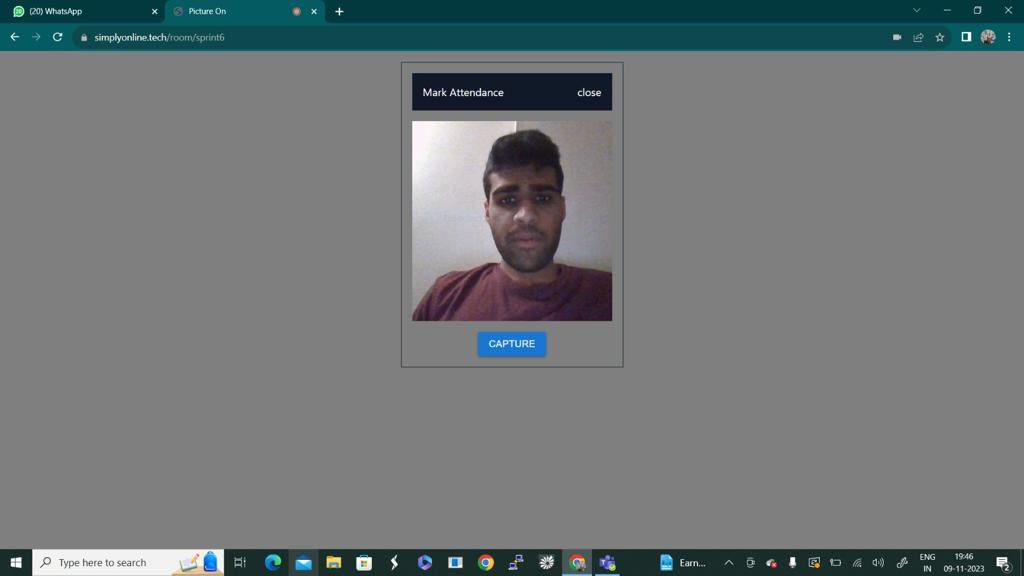 (20) WhatsApp
Picture On
simplyonline.tech/room/sprint6
Mark Attendance close
CAPTURE
Type here to search
Earn...
ENG
IN
19:46
09-11-2023
2